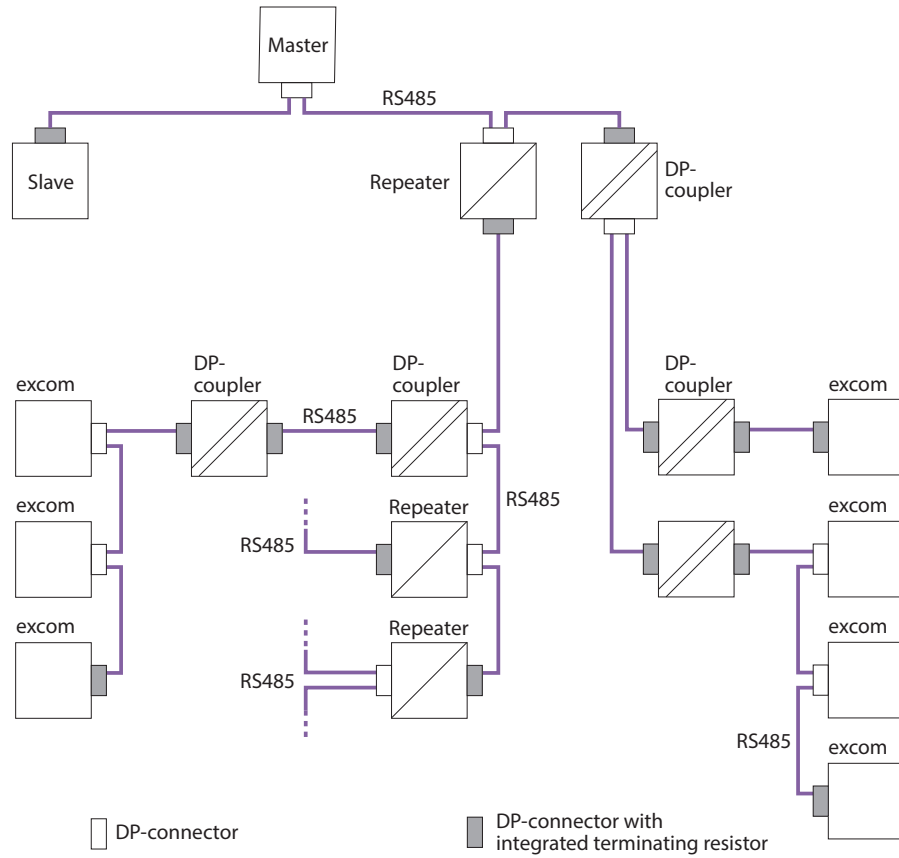 Master
RS485
Slave
Repeater
DP-
coupler
DP-
coupler
DP-
coupler
DP-
coupler
excom
excom
RS485
Repeater
RS485
excom
RS485
excom
excom
Repeater
excom
RS485
RS485
excom
DP-connector
DP-connector with
integrated terminating resistor